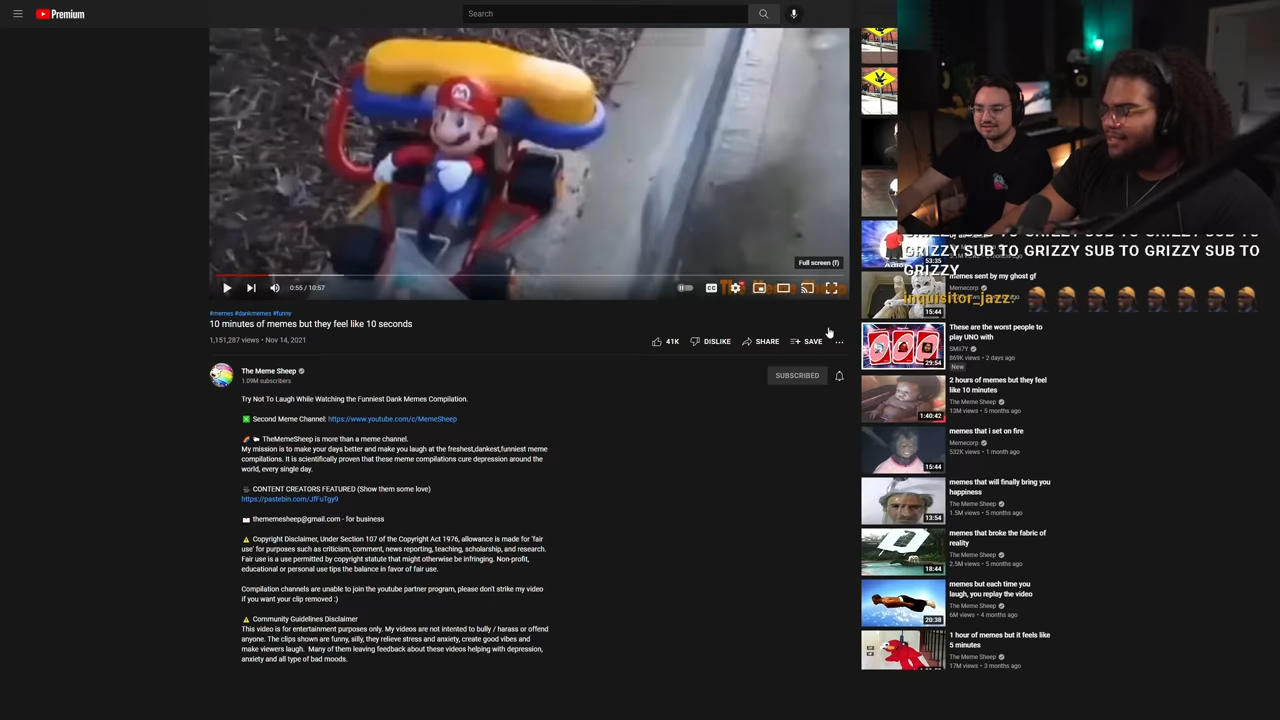 Premium
Search
Full screen (f)
0:55 / 10:57
#memes #dankmemes #funny
10 minutes of memes but they feel like 10 seconds
1,151,287 views • Nov 14, 2021
41K
DISLIKE
SHARE
SAVE
The Meme Sheep
1.09M subscribers
SUBSCRIBED
Try Not To Laugh While Watching the Funniest Dank Memes Compilation.
Second Meme Channel: https://www.youtube.com/c/MemeSheep
TheMemeSheep is more than a meme channel.
My mission is to make your days better and make you laugh at the freshest,dankest,funniest meme
compilations. It is scientifically proven that these meme compilations cure depression around the
world, every single day.
CONTENT CREATORS FEATURED (Show them some love)
https://pastebin.com/JfFuTgy9
thememesheep@gmail.com - for business
Copyright Disclaimer, Under Section 107 of the Copyright Act 1976, allowance is made for 'fair
use' for purposes such as criticism, comment, news reporting, teaching, scholarship, and research.
Fair use is a use permitted by copyright statute that might otherwise be infringing. Non-profit,
educational or personal use tips the balance in favor of fair use.
Compilation channels are unable to join the youtube partner program, please don't strike my video
if you want your clip removed :)
Community Guidelines Disclaimer
This video is for entertainment purposes only. My videos are not intended to bully / harass or offend
anyone. The clips shown are funny, silly, they relieve stress and anxiety, create good vibes and
make viewers laugh. Many of them leaving feedback about these videos helping with depression,
anxiety and all type of bad moods.
GRIZZY SUB TO GRIZZY SUB TO GRIZZY SUB TO
GRIZZY SUB TO GRIZZY SUB TO GRIZZY SUB TO
GRIZZY
inquisitor_jazz:
53:35
memes sent by my ghost gf
Memecorp
15:44
These are the worst people to
play UNO with
SMii7Y
869K views • 2 days ago
New
29:54
2 hours of memes but they feel
like 10 minutes
The Meme Sheep
13M views • 5 months ago
1:40:42
memes that i set on fire
Memecorp
532K views • 1 month ago
15:44
memes that will finally bring you
happiness
The Meme Sheep
1.5M views • 5 months ago
13:54
memes that broke the fabric of
reality
The Meme Sheep
2.5M views • 5 months ago
18:44
memes but each time you
laugh, you replay the video
The Meme Sheep
6M views • 4 months ago
20:38
1 hour of memes but it feels like
5 minutes
The Meme Sheep
17M views • 3 months ago